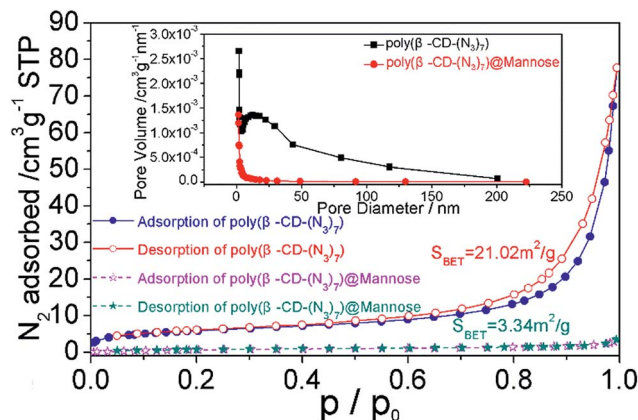 90
80
70
60
50
40
30
20
10
0
N₂ adsorbed /cm³g⁻¹ STP
0.0 0.2 0.4 0.6 0.8 1.0
p / p₀
3.0x10⁻³
2.5x10⁻³
2.0x10⁻³
1.5x10⁻³
1.0x10⁻³
5.0x10⁻⁴
0.0
Pore Volume /cm³g⁻¹nm⁻¹
poly(β -CD-(N₃)₇)
poly(β -CD-(N₃)₇)@Mannose
0 50 100 150 200 250
Pore Diameter / nm
Adsorption of poly(β -CD-(N₃)₇)
Desorption of poly(β -CD-(N₃)₇)
Adsorption of poly(β -CD-(N₃)₇)@Mannose
Desorption of poly(β -CD-(N₃)₇)@Mannose
S_BET=21.02m²/g
S_BET=3.34m²/g